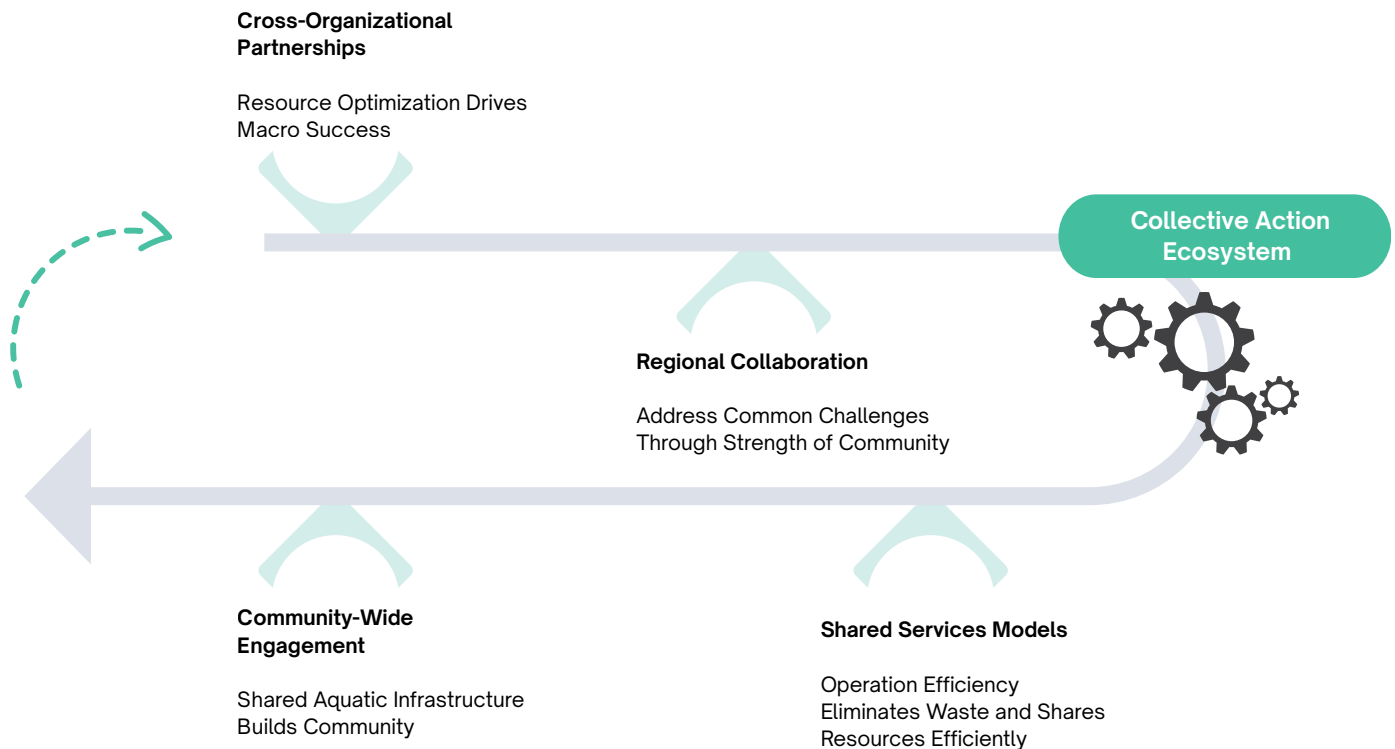 Cross-Organizational
Partnerships
Resource Optimization Drives
Macro Success
Collective Action
Ecosystem
Regional Collaboration
Address Common Challenges
Through Strength of Community
Community-Wide
Engagement
Shared Aquatic Infrastructure
Builds Community
Shared Services Models
Operation Efficiency
Eliminates Waste and Shares
Resources Efficiently